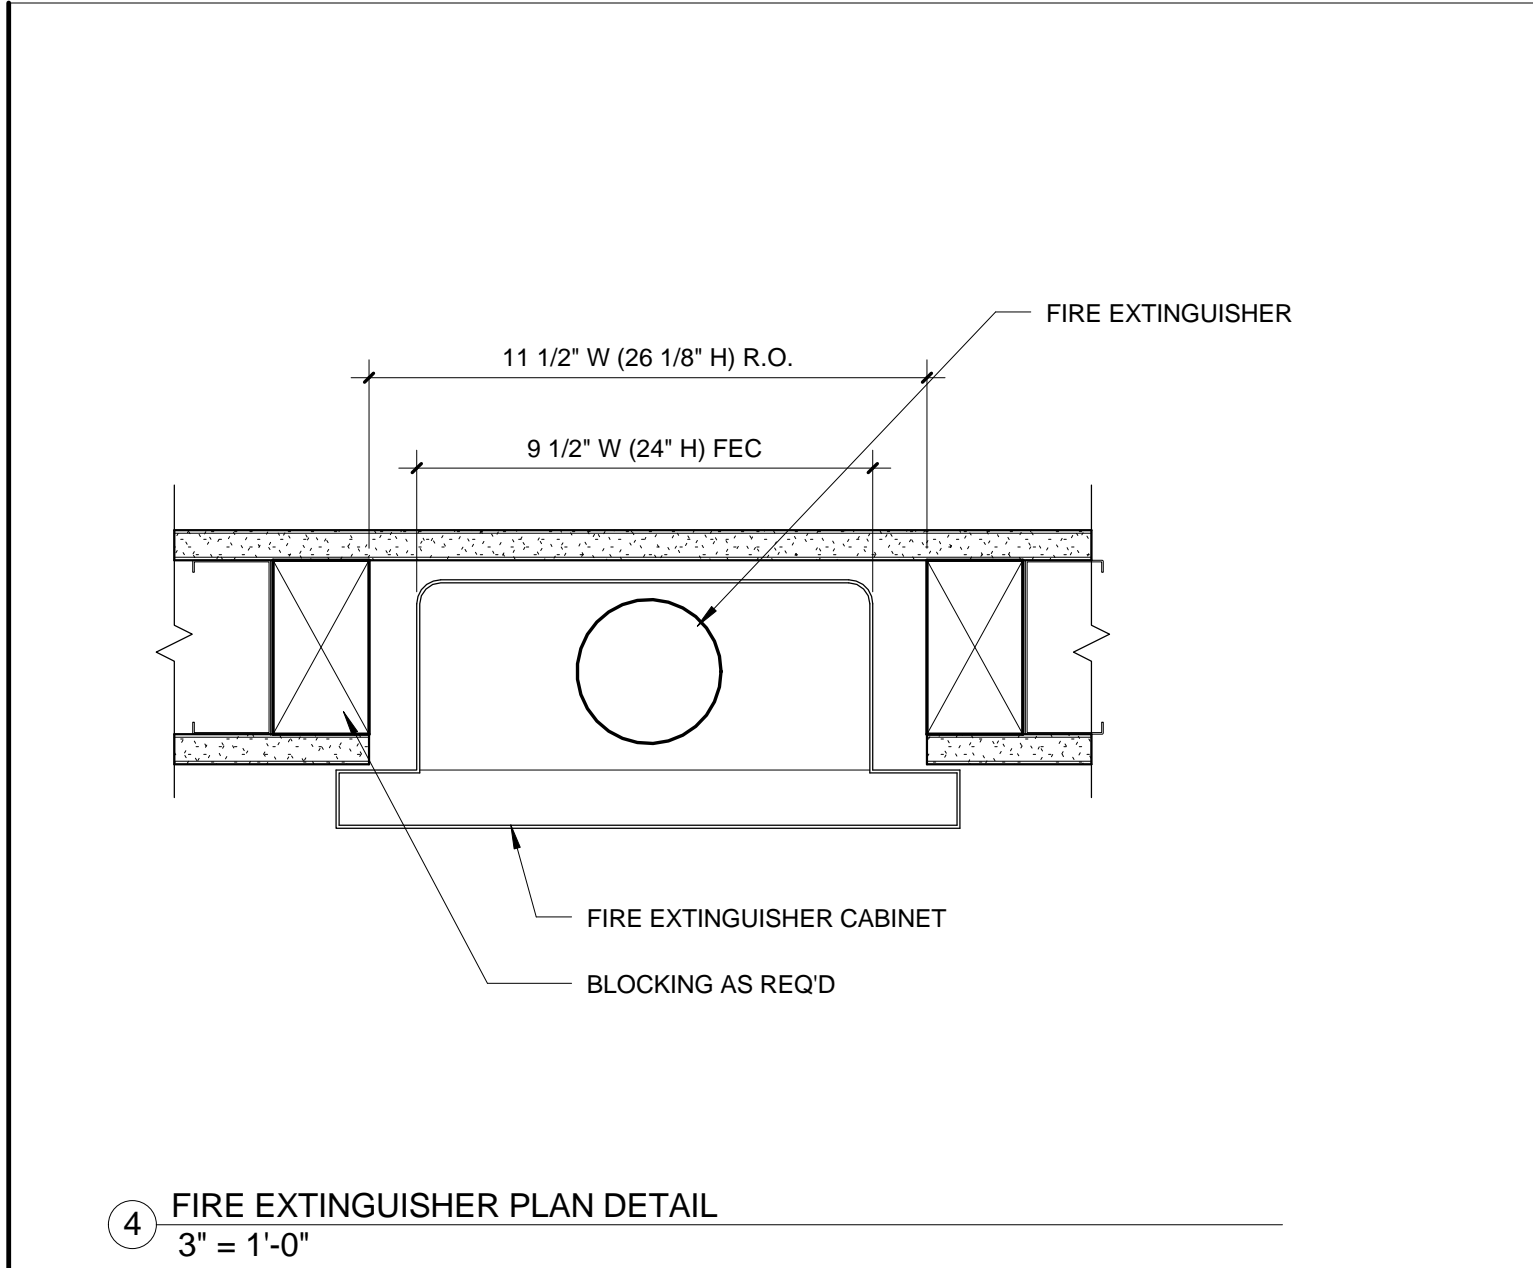 FIRE EXTINGUISHER
11 1/2" W (26 1/8" H) R.O.
9 1/2" W (24" H) FEC
FIRE EXTINGUISHER CABINET
BLOCKING AS REQ'D
4 FIRE EXTINGUISHER PLAN DETAIL
3" = 1'-0"